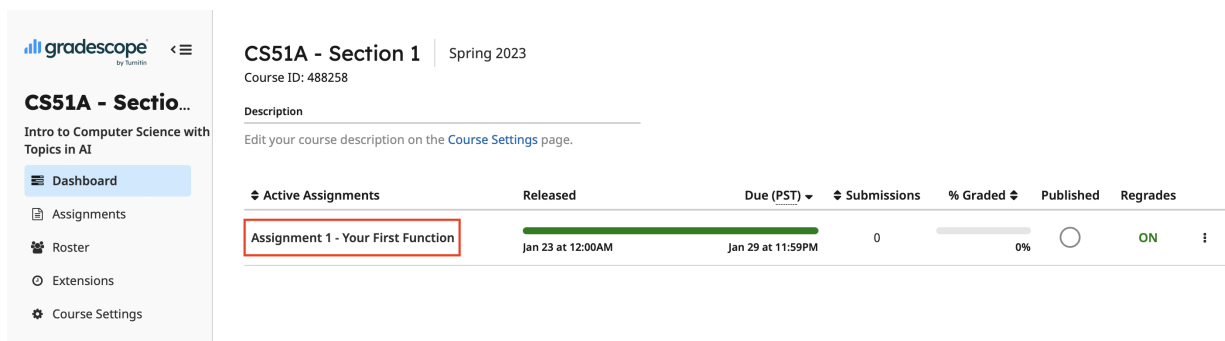 gradescope
by Turnitin
CS51A - Sectio...
Intro to Computer Science with
Topics in AI
Dashboard
Assignments
Roster
Extensions
Course Settings
CS51A - Section 1 Spring 2023
Course ID: 488258
Description
Edit your course description on the Course Settings page.
Active Assignments Released Due (PST) Submissions % Graded Published Regrades
Assignment 1 - Your First Function Jan 23 at 12:00AM Jan 29 at 11:59PM 0 0% ON